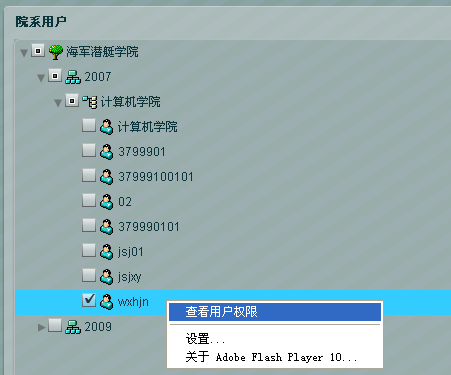 院系用户
海军潜艇学院
2007
计算机学院
计算机学院
3799901
37999100101
02
379990101
jsj01
jsjxy
wxhjn
查看用户权限
2009
设置...
关于 Adobe Flash Player 10...